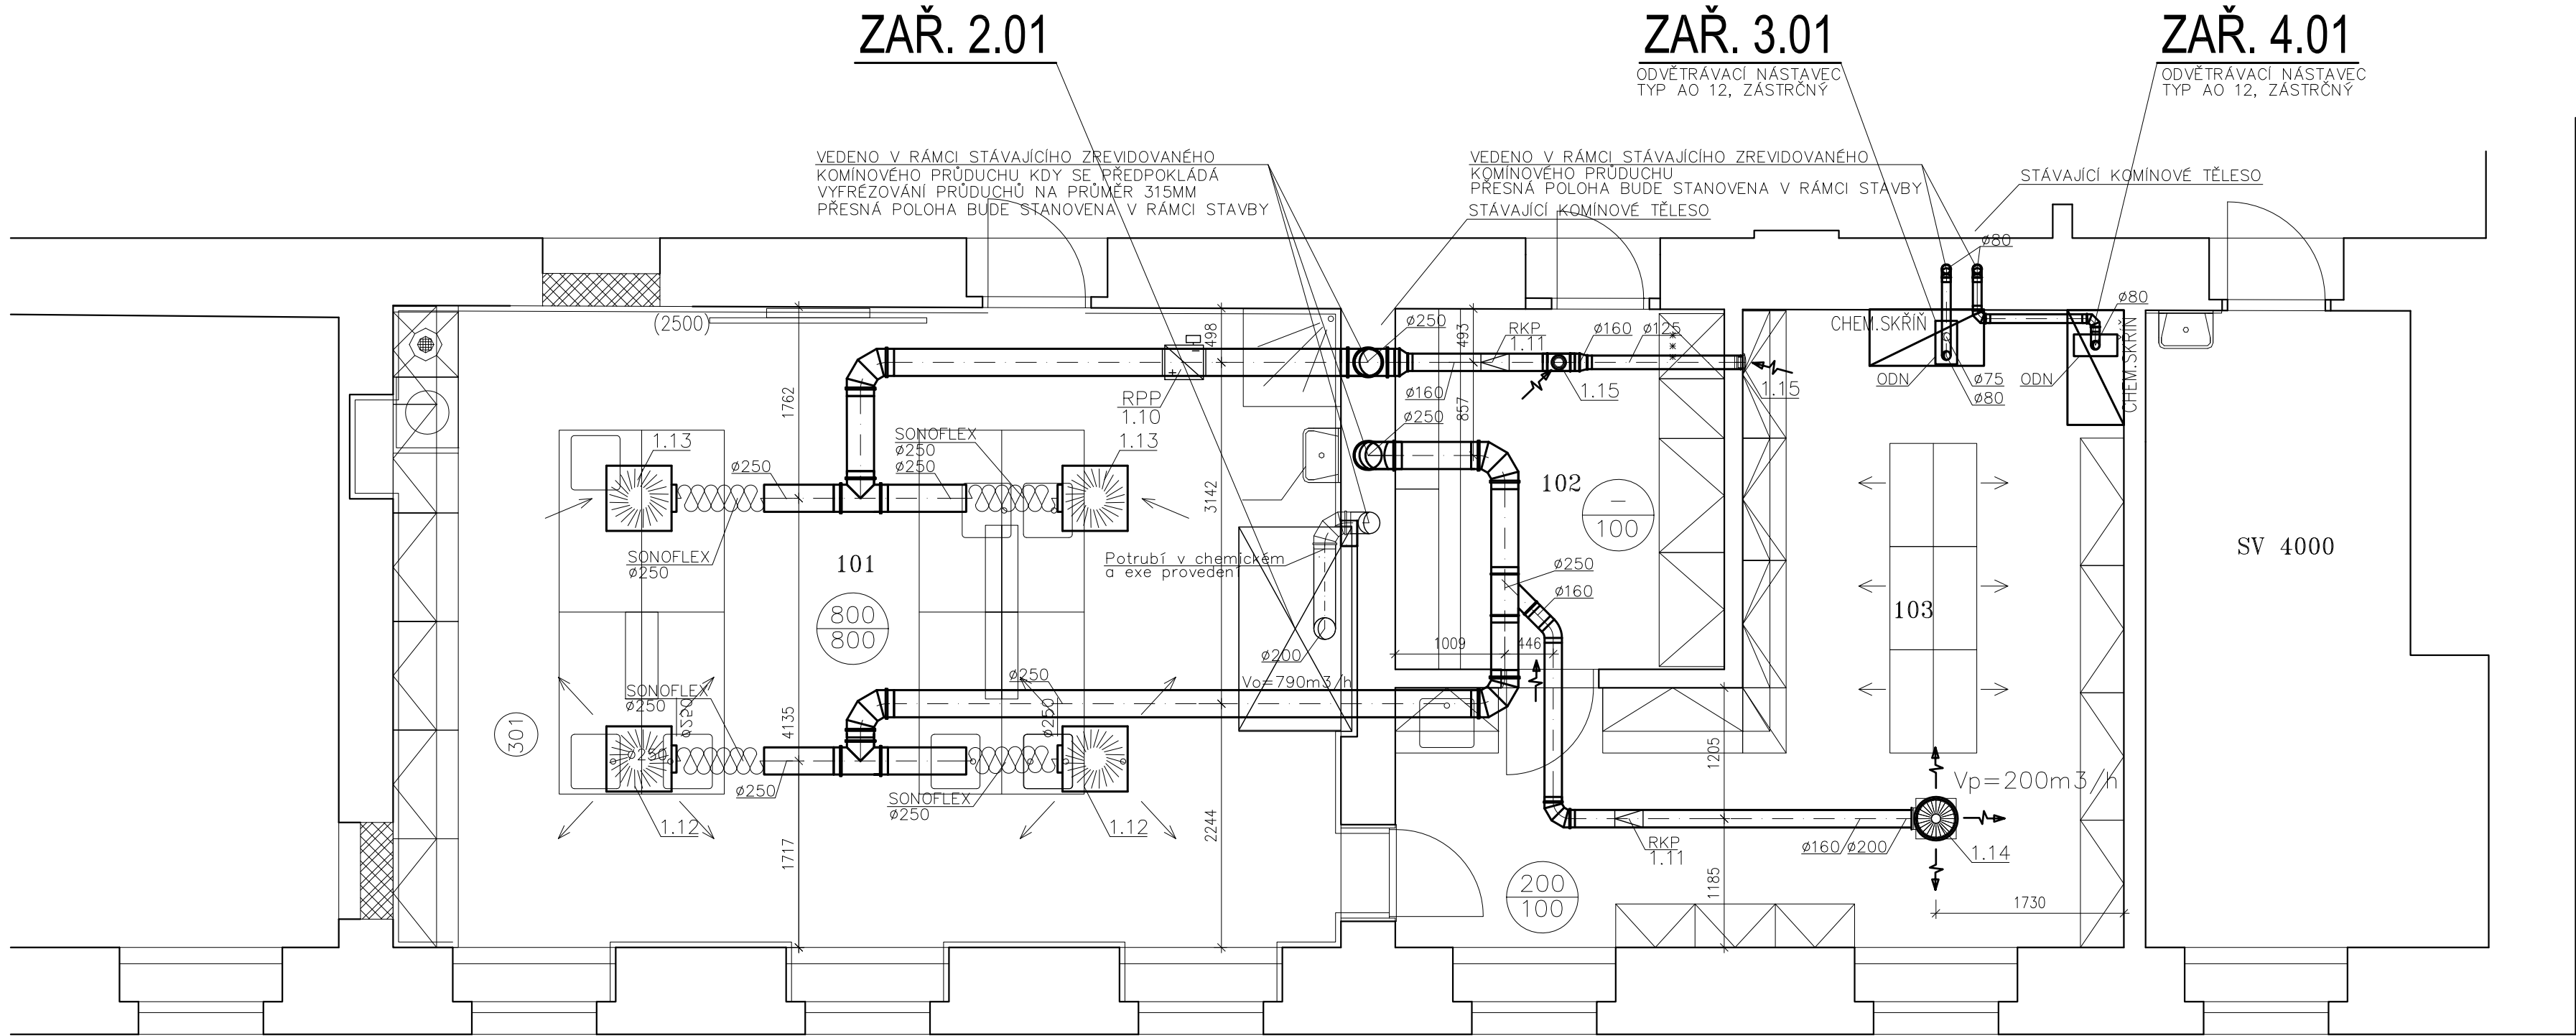 ZAŘ. 2.01
ZAŘ. 3.01
ODVĚTRÁVACÍ NÁSTAVEC
TYP AO 12, ZÁSTRČNÝ
ZAŘ. 4.01
ODVĚTRÁVACÍ NÁSTAVEC
TYP AO 12, ZÁSTRČNÝ
VEDENO V RÁMCI STÁVAJÍCÍHO ZREVIDOVANÉHO
KOMÍNOVÉHO PRŮDUCHU KDY SE PŘEDPOKLÁDÁ
VYFRÉZOVÁNÍ PRŮDUCHŮ NA PRŮMĚR 315MM
PŘESNÁ POLOHA BUDE STANOVENA V RÁMCI STAVBY
VEDENO V RÁMCI STÁVAJÍCÍHO ZREVIDOVANÉHO
KOMÍNOVÉHO PRŮDUCHU
PŘESNÁ POLOHA BUDE STANOVENA V RÁMCI STAVBY
STÁVAJÍCÍ KOMÍNOVÉ TĚLESO
STÁVAJÍCÍ KOMÍNOVÉ TĚLESO
ø80
ø80
(2500)
498
ø250
493
RKP
1.11
ø160
ø125
CHEM.SKŘÍŇ
CHEM.SKŘÍŇ
1762
RPP
1.10
ø160
857
1.15
1.15
ODN
ø75
ø80
ODN
ø250
1.13
ø250
SONOFLEX
ø250
ø250
1.13
3142
102
–
100
SONOFLEX
ø250
101
Potrubí v chemickém
a exe provedení
SV 4000
ø250
ø160
800
800
103
1009
446
ø200
Vo=790m3/h
ø250
SONOFLEX
ø250
ø250
ø250
301
4135
1205
ø250
ø250
SONOFLEX
ø250
Vp=200m3/h
1.12
1.12
1717
2244
RKP
1.11
ø160
ø200
1.14
200
100
1185
1730